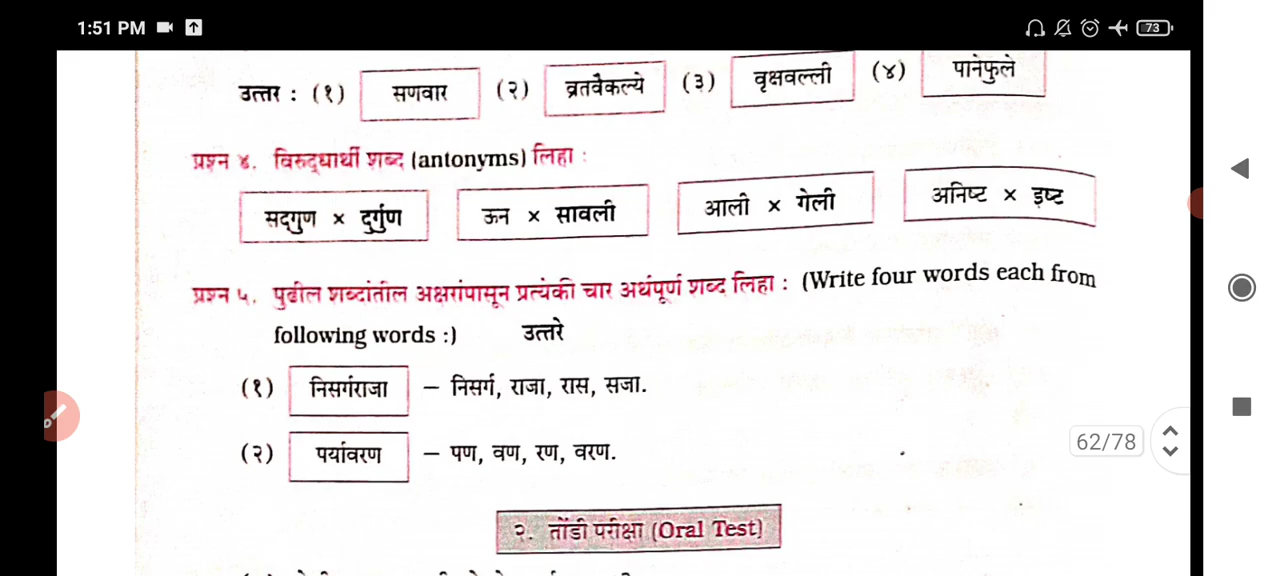 1:51 PM
73
उत्तर : (१) सणवार (२) व्रतवैकल्ये (३) वृक्षवल्ली (४) पानेफुले
प्रश्न ४. विरुद्धार्थी शब्द (antonyms) लिहा :
सद्गुण × दुर्गुण ऊन × सावली आली × गेली अनिष्ट × इष्ट
प्रश्न ५. पुढील शब्दांतील अक्षरांपासून प्रत्येकी चार अर्थपूर्ण शब्द लिहा : (Write four words each from
following words :) उत्तरे
(१) निसर्गराजा – निसर्ग, राजा, रास, सजा.
(२) पर्यावरण – पण, वण, रण, वरण.
62/78
२. तोंडी परीक्षा (Oral Test)